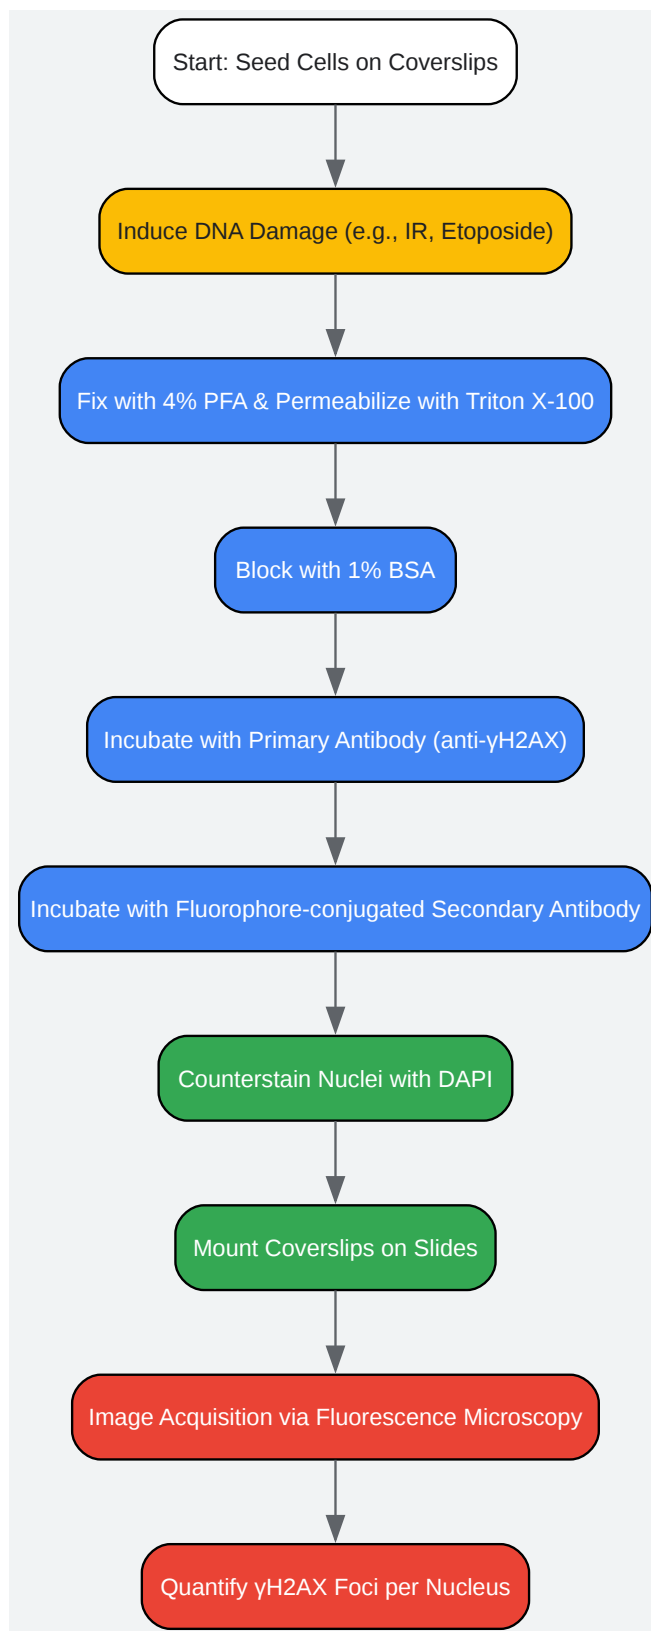 Start: Seed Cells on Coverslips
Induce DNA Damage (e.g., IR, Etoposide)
Fix with 4% PFA & Permeabilize with Triton X-100
Block with 1% BSA
Incubate with Primary Antibody (anti-γH2AX)
Incubate with Fluorophore-conjugated Secondary Antibody
Counterstain Nuclei with DAPI
Mount Coverslips on Slides
Image Acquisition via Fluorescence Microscopy
Quantify γH2AX Foci per Nucleus